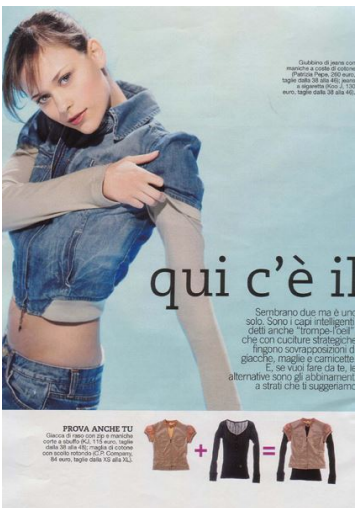 Giubbino di jeans con
maniche a coste di cotone
(Patrizia Pepe, 260 euro,
taglie dalla 38 alla 46); jeans
a sigaretta (Kos J, 130
euro, taglie dalla 38 alla 46).
qui c'è il
Sembrano due ma è uno
solo. Sono i capi intelligenti
detti anche "trompe-l'oeil"
che con cuciture strategiche
fingono sovrapposizioni di
giacche, maglie e camicette.
E, se vuoi fare da te, le
alternative sono gli abbinamenti
a strati che ti suggeriamo
PROVA ANCHE TU
Giacca di raso con zip e maniche
corte a sbuffo (KJ, 115 euro, taglie
dalla 38 alla 48); maglia di cotone
con scollo rotondo (C.P. Company,
84 euro, taglie dalla XS alla XL).
+
=